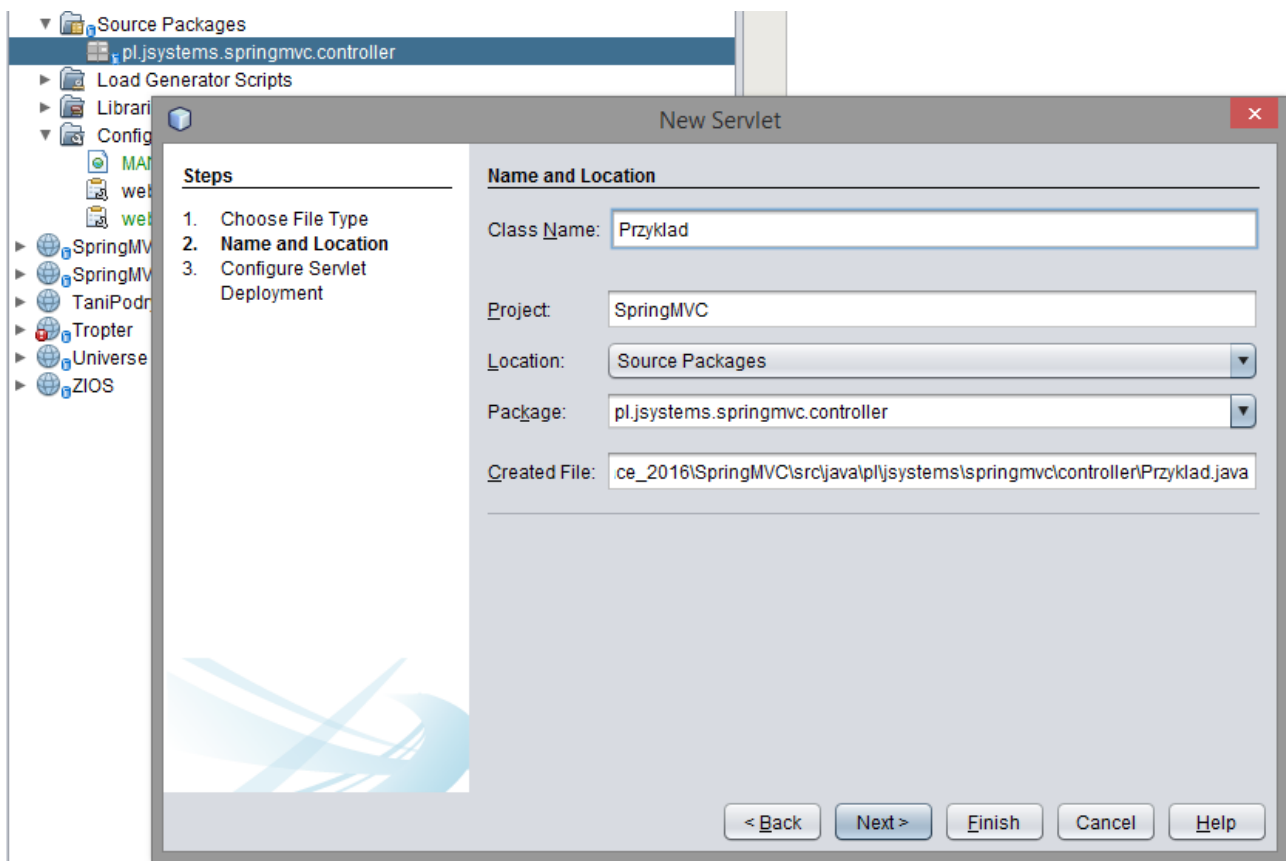 Source Packages
pl.jsystems.springmvc.controller
Load Generator Scripts
New Servlet
Steps
1. Choose File Type
2. Name and Location
3. Configure Servlet
Deployment
Name and Location
Class Name: Przyklad
Project: SpringMVC
Location: Source Packages
Package: pl.jsystems.springmvc.controller
Created File: .ce_2016\SpringMVC\src\java\pl\jsystems\springmvc\controller\Przyklad.java
TaniPodr
Tropter
Universe
ZIOS
< Back Next > Finish Cancel Help